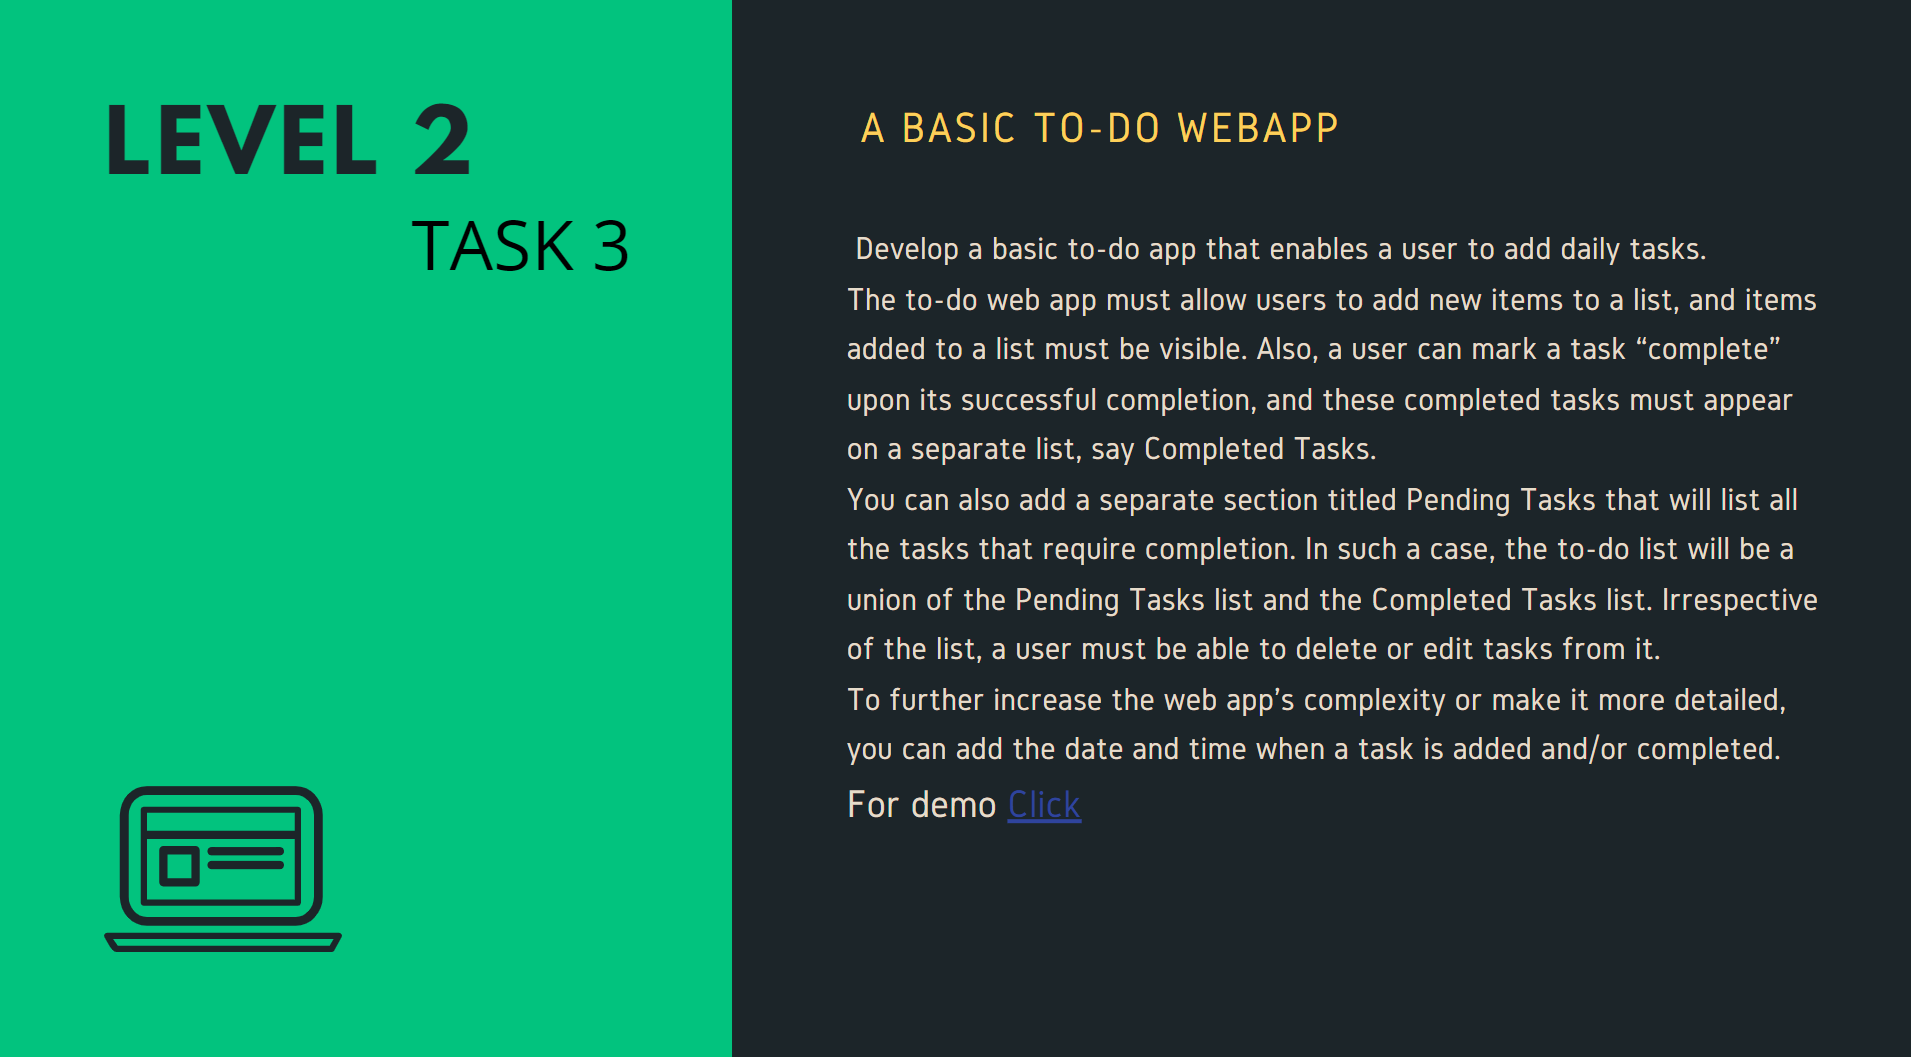 LEVEL 2
TASK 3
A BASIC TO-DO WEBAPP
Develop a basic to-do app that enables a user to add daily tasks.
The to-do web app must allow users to add new items to a list, and items
added to a list must be visible. Also, a user can mark a task “complete”
upon its successful completion, and these completed tasks must appear
on a separate list, say Completed Tasks.
You can also add a separate section titled Pending Tasks that will list all
the tasks that require completion. In such a case, the to-do list will be a
union of the Pending Tasks list and the Completed Tasks list. Irrespective
of the list, a user must be able to delete or edit tasks from it.
To further increase the web app’s complexity or make it more detailed,
you can add the date and time when a task is added and/or completed.
For demo Click